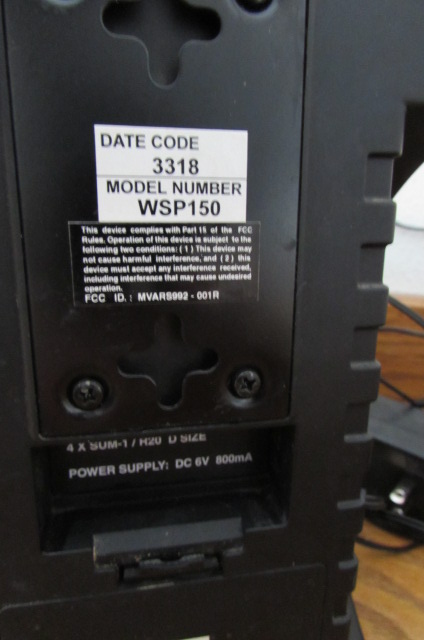 DATE CODE
3318
MODEL NUMBER
WSP150
This device complies with Part 15 of the FCC
Rules. Operation of this device is subject to the
following two conditions: ( 1 ) This device may
not cause harmful interference, and ( 2 ) this
device must accept any interference received,
including interference that may cause undesired
operation.
FCC ID. : MVARS992 - 001R
4 X SUM-1 / R20 D SIZE
POWER SUPPLY: DC 6V 800mA